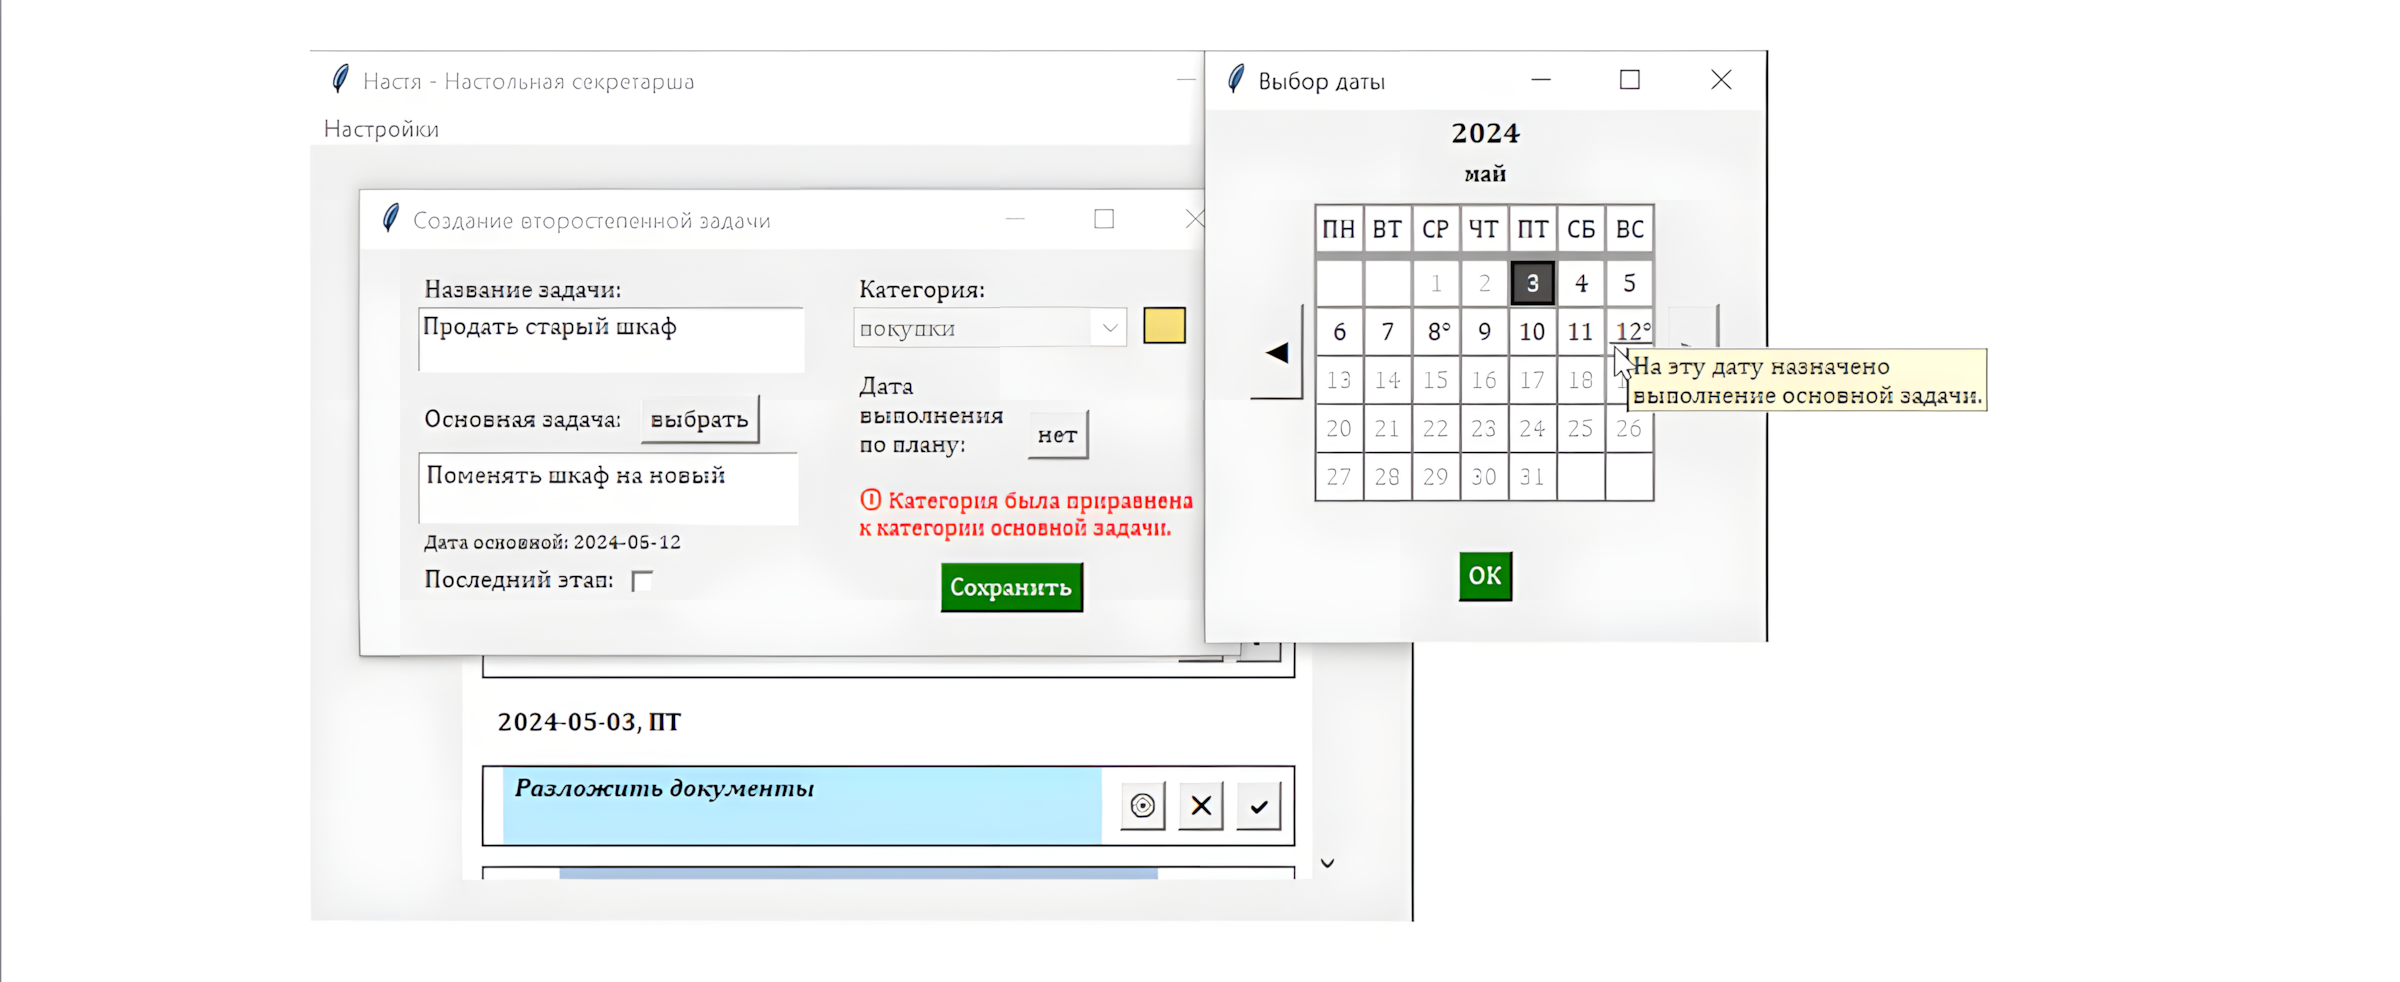 Настя - Настольная секретарша
Настройки
Создание второстепенной задачи
Название задачи:
Продать старый шкаф
Основная задача: выбрать
Поменять шкаф на новый
Дата основной: 2024-05-12
Последний этап:
Категория:
покупки
Дата
выполнения
по плану: нет
Категория была приравнена
к категории основной задачи.
Сохранить
2024-05-03, ПТ
Разложить документы
Выбор даты
2024
май
ПН ВТ СР ЧТ ПТ СБ ВС
1 2 3 4 5
6 7 8° 9 10 11 12°
13 14 15 16 17 18
20 21 22 23 24 25 26
27 28 29 30 31
На эту дату назначено
выполнение основной задачи.
ОК